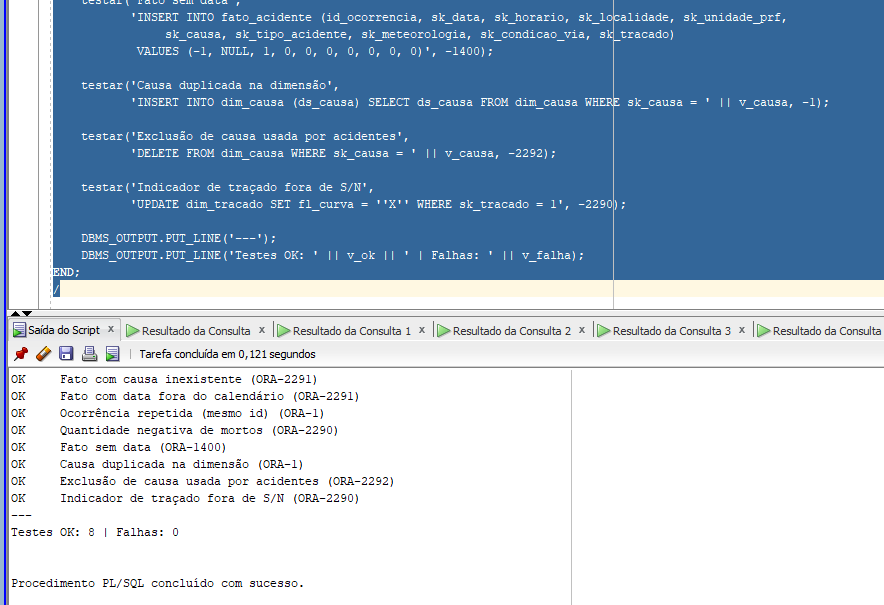 testar('Fato sem data',
'INSERT INTO fato_acidente (id_ocorrencia, sk_data, sk_horario, sk_localidade, sk_unidade_prf,
sk_causa, sk_tipo_acidente, sk_meteorologia, sk_condicao_via, sk_tracado)
VALUES (-1, NULL, 1, 0, 0, 0, 0, 0, 0, 0)', -1400);
testar('Causa duplicada na dimensão',
'INSERT INTO dim_causa (ds_causa) SELECT ds_causa FROM dim_causa WHERE sk_causa = ' || v_causa, -1);
testar('Exclusão de causa usada por acidentes',
'DELETE FROM dim_causa WHERE sk_causa = ' || v_causa, -2292);
testar('Indicador de traçado fora de S/N',
'UPDATE dim_tracado SET fl_curva = ''X'' WHERE sk_tracado = 1', -2290);
DBMS_OUTPUT.PUT_LINE('---');
DBMS_OUTPUT.PUT_LINE('Testes OK: ' || v_ok || ' | Falhas: ' || v_falha);
END;
/
Saída do Script x Resultado da Consulta x Resultado da Consulta 1 x Resultado da Consulta 2 x Resultado da Consulta 3 x Resultado da Consulta
Tarefa concluída em 0,121 segundos
OK Fato com causa inexistente (ORA-2291)
OK Fato com data fora do calendário (ORA-2291)
OK Ocorrência repetida (mesmo id) (ORA-1)
OK Quantidade negativa de mortos (ORA-2290)
OK Fato sem data (ORA-1400)
OK Causa duplicada na dimensão (ORA-1)
OK Exclusão de causa usada por acidentes (ORA-2292)
OK Indicador de traçado fora de S/N (ORA-2290)
---
Testes OK: 8 | Falhas: 0
Procedimento PL/SQL concluído com sucesso.